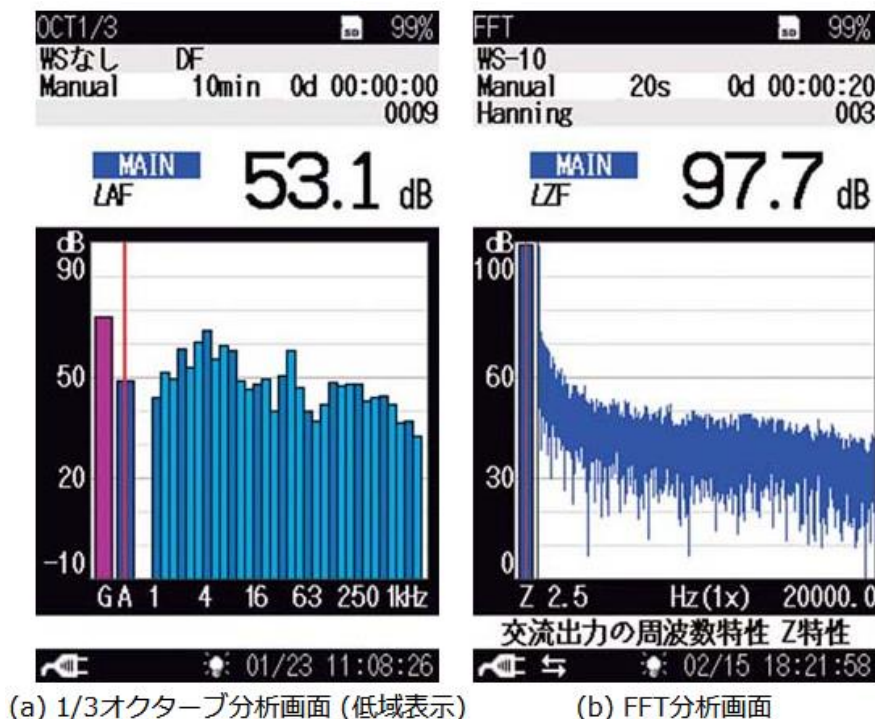 OCT1/3 SD 99%
WSなし DF
Manual 10min 0d 00:00:00
0009
MAIN
LAF 53.1 dB
dB
90
50
20
-10
G A 1 4 16 63 250 1kHz
01/23 11:08:26
(a) 1/3オクターブ分析画面 (低域表示)
FFT SD 99%
WS-10
Manual 20s 0d 00:00:20
Hanning 003
MAIN
LZF 97.7 dB
dB
100
60
30
0
Z 2.5 Hz(1x) 20000.0
交流出力の周波数特性 Z特性
02/15 18:21:58
(b) FFT分析画面